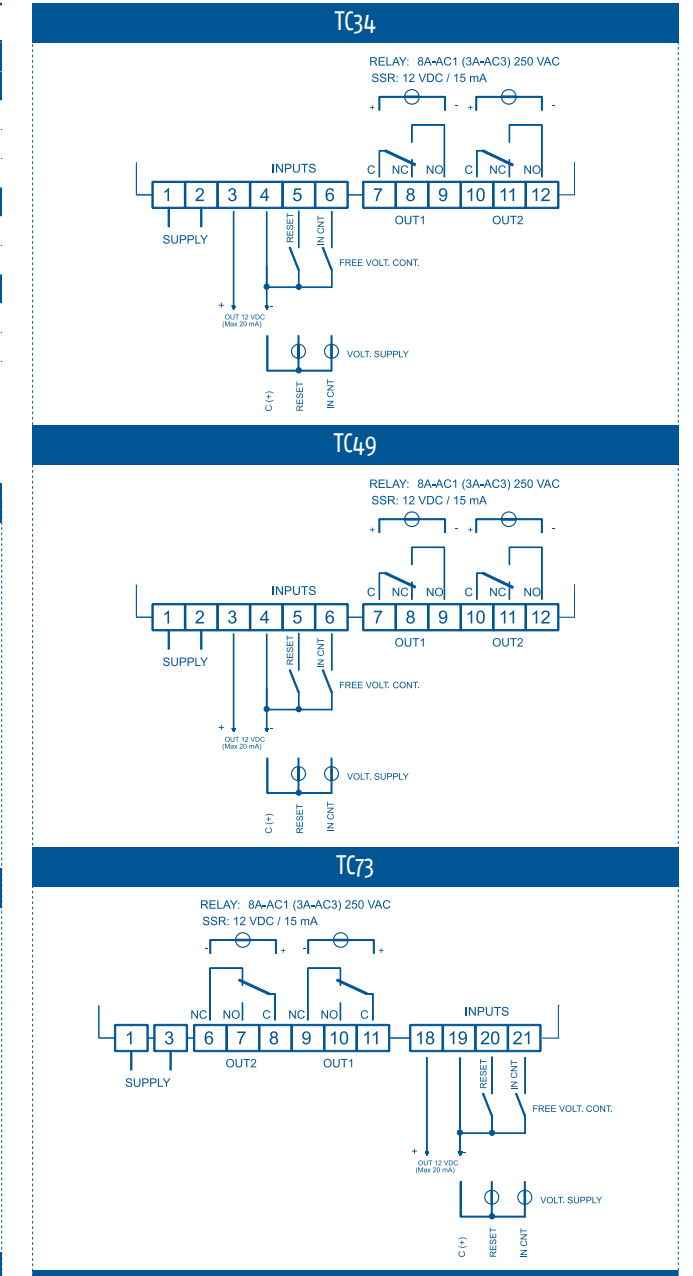 TC34
RELAY: 8A-AC1 (3A-AC3) 250 VAC
SSR: 12 VDC / 15 mA
+ - + -
INPUTS
C NC NO C NC NO
1 2 3 4 5 6 7 8 9 10 11 12
SUPPLY
RESET
IN CNT
OUT1 OUT2
FREE VOLT. CONT.
+ -
OUT 12 VDC
(Max 20 mA)
VOLT. SUPPLY
C (+)
RESET
IN CNT
TC49
RELAY: 8A-AC1 (3A-AC3) 250 VAC
SSR: 12 VDC / 15 mA
+ - + -
INPUTS
C NC NO C NC NO
1 2 3 4 5 6 7 8 9 10 11 12
SUPPLY
RESET
IN CNT
OUT1 OUT2
FREE VOLT. CONT.
+ -
OUT 12 VDC
(Max 20 mA)
VOLT. SUPPLY
C (+)
RESET
IN CNT
TC73
RELAY: 8A-AC1 (3A-AC3) 250 VAC
SSR: 12 VDC / 15 mA
- + - +
NC NO C NC NO C
INPUTS
1 3 6 7 8 9 10 11 18 19 20 21
SUPPLY
OUT2 OUT1
RESET
IN CNT
FREE VOLT. CONT.
+ -
OUT 12 VDC
(Max 20 mA)
VOLT. SUPPLY
C (+)
RESET
IN CNT